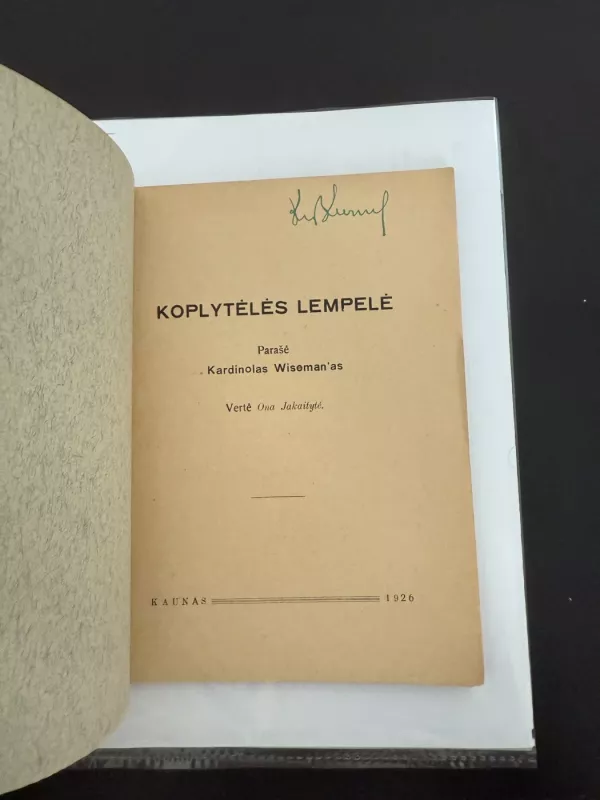 KOPLYTĖLĖS LEMPELĖ
Parašė
Kardinolas Wiseman'as
Vertė Ona Jakaitytė.
KAUNAS 1926